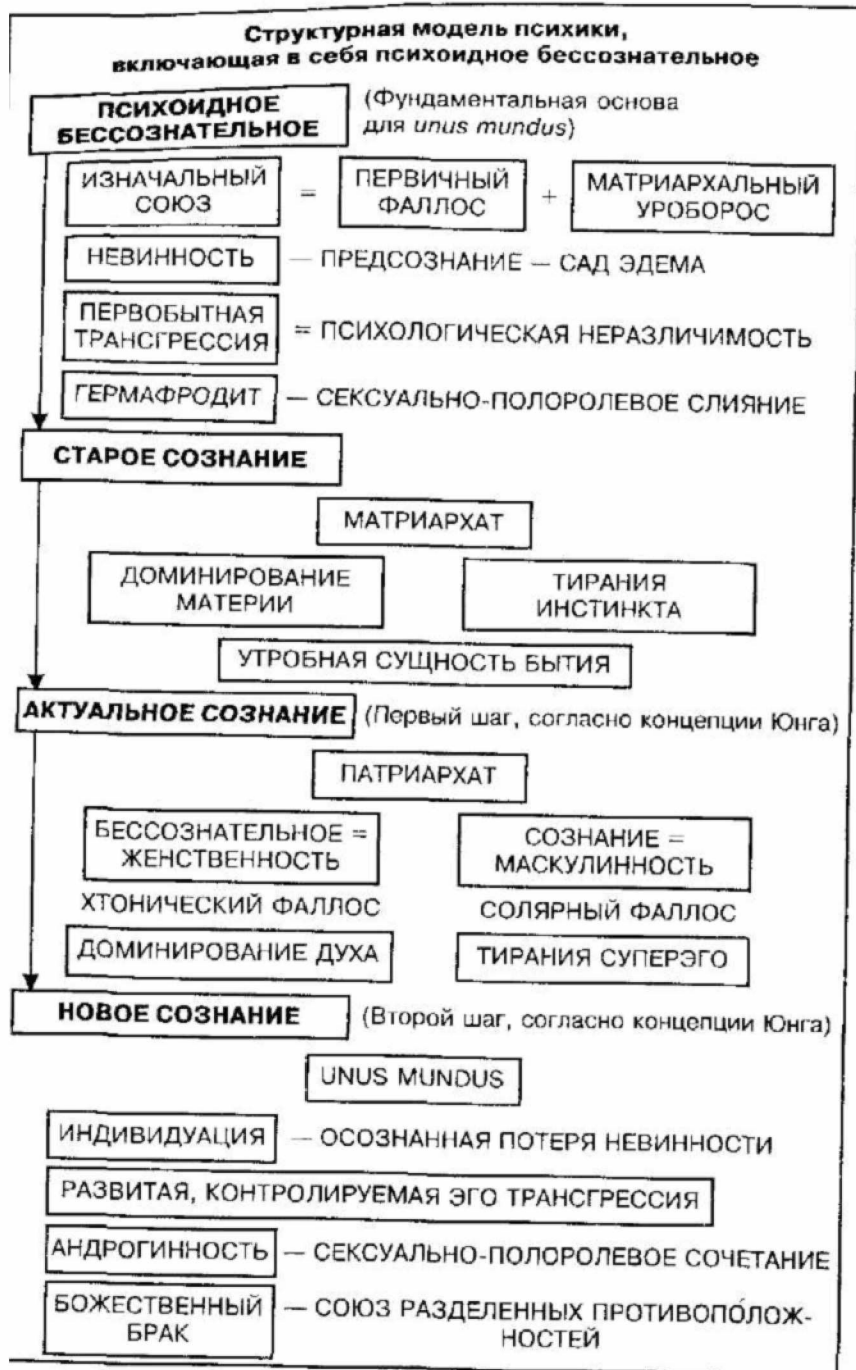 Структурная модель психики,
включающая в себя психоидное бессознательное
ПСИХОИДНОЕ
БЕССОЗНАТЕЛЬНОЕ
(Фундаментальная основа
для unus mundus)
ИЗНАЧАЛЬНЫЙ
СОЮЗ
=
ПЕРВИЧНЫЙ
ФАЛЛОС
+
МАТРИАРХАЛЬНЫЙ
УРОБОРОС
НЕВИННОСТЬ — ПРЕДСОЗНАНИЕ — САД ЭДЕМА
ПЕРВОБЫТНАЯ
ТРАНСГРЕССИЯ
= ПСИХОЛОГИЧЕСКАЯ НЕРАЗЛИЧИМОСТЬ
ГЕРМАФРОДИТ — СЕКСУАЛЬНО-ПОЛОРОЛЕВОЕ СЛИЯНИЕ
СТАРОЕ СОЗНАНИЕ
МАТРИАРХАТ
ДОМИНИРОВАНИЕ
МАТЕРИИ
ТИРАНИЯ
ИНСТИНКТА
УТРОБНАЯ СУЩНОСТЬ БЫТИЯ
АКТУАЛЬНОЕ СОЗНАНИЕ (Первый шаг, согласно концепции Юнга)
ПАТРИАРХАТ
БЕССОЗНАТЕЛЬНОЕ =
ЖЕНСТВЕННОСТЬ
СОЗНАНИЕ =
МАСКУЛИННОСТЬ
ХТОНИЧЕСКИЙ ФАЛЛОС
СОЛЯРНЫЙ ФАЛЛОС
ДОМИНИРОВАНИЕ ДУХА
ТИРАНИЯ СУПЕРЭГО
НОВОЕ СОЗНАНИЕ (Второй шаг, согласно концепции Юнга)
UNUS MUNDUS
ИНДИВИДУАЦИЯ — ОСОЗНАННАЯ ПОТЕРЯ НЕВИННОСТИ
РАЗВИТАЯ, КОНТРОЛИРУЕМАЯ ЭГО ТРАНСГРЕССИЯ
АНДРОГИННОСТЬ — СЕКСУАЛЬНО-ПОЛОРОЛЕВОЕ СОЧЕТАНИЕ
БОЖЕСТВЕННЫЙ
БРАК
— СОЮЗ РАЗДЕЛЕННЫХ ПРОТИВОПО́ЛОЖ-
НОСТЕЙ